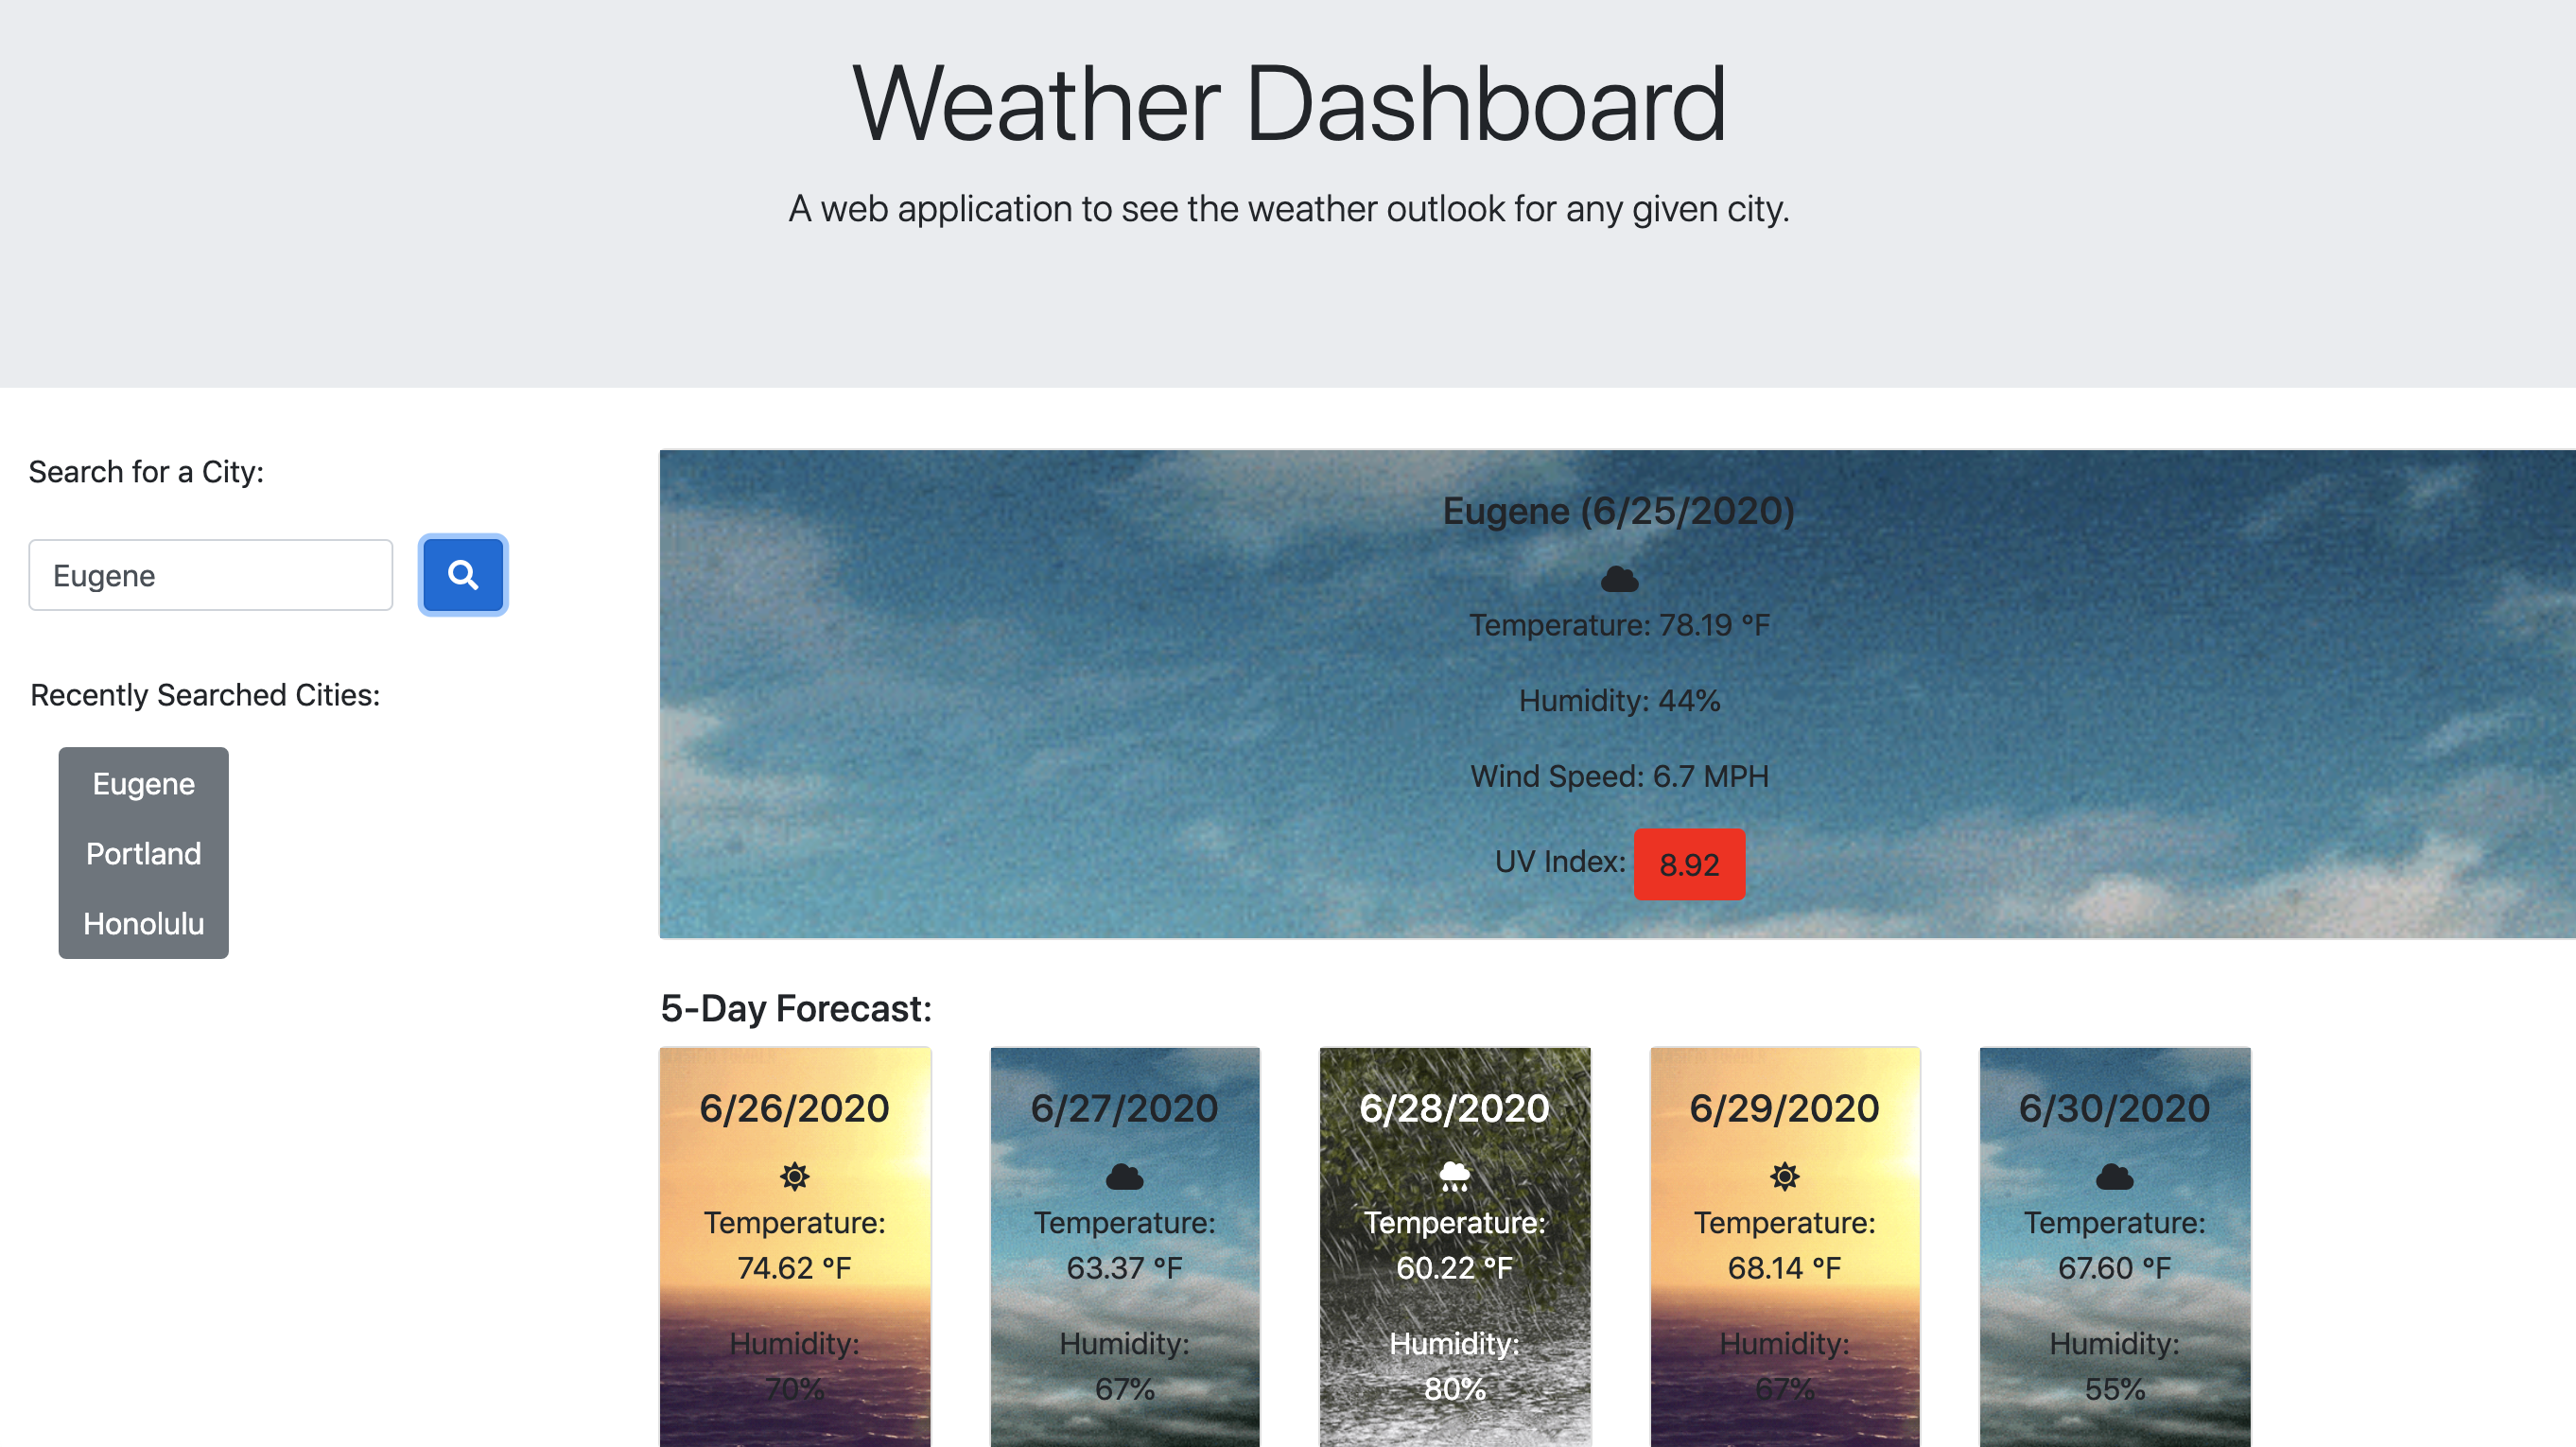 Weather Dashboard
A web application to see the weather outlook for any given city.
Search for a City:
Eugene
Recently Searched Cities:
Eugene
Portland
Honolulu
Eugene (6/25/2020)
Temperature: 78.19 °F
Humidity: 44%
Wind Speed: 6.7 MPH
UV Index: 8.92
5-Day Forecast:
6/26/2020
Temperature:
74.62 °F
Humidity:
70%
6/27/2020
Temperature:
63.37 °F
Humidity:
67%
6/28/2020
Temperature:
60.22 °F
Humidity:
80%
6/29/2020
Temperature:
68.14 °F
Humidity:
67%
6/30/2020
Temperature:
67.60 °F
Humidity:
55%